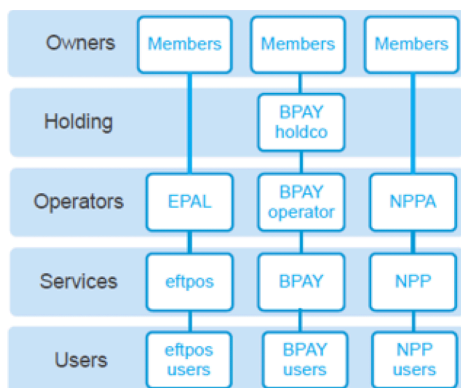 Owners
Members
Members
Members
Holding
BPAY
holdco
Operators
EPAL
BPAY
operator
NPPA
Services
eftpos
BPAY
NPP
Users
eftpos
users
BPAY
users
NPP
users